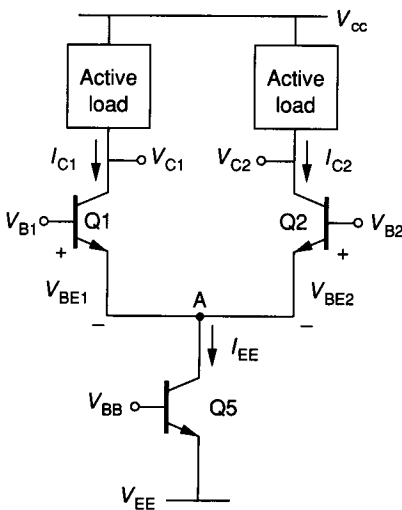 V_cc
Active load
Active load
I_C1
V_C1
V_C2
I_C2
V_B1
Q1
Q2
V_B2
+
+
V_BE1
A
V_BE2
–
–
I_EE
V_BB
Q5
V_EE